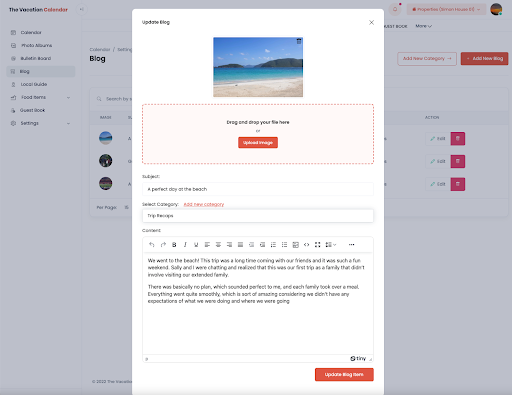 The Vacation Calendar
Properties (Wilson House VI)
GUEST BOOK More
Calendar
Photo Albums
Bulletin Board
Blog
Local Guide
Food Items
Guest Book
Settings
Calendar / Setting
Blog
Add New Category →
+ Add New Blog
Search by s
IMAGE
ACTION
Edit
Edit
Edit
Per Page 10
© 2022 The Vacation
Update Blog
Drag and drop your file here
or
Upload Image
Subject:
A perfect day at the beach
Select Category: Add new category
Trip Recaps
Content:
We went to the beach! This trip was a long time coming with our friends and it was such a fun
weekend. Sally and I were chatting and realized that this was our first trip as a family that didn't
involve visiting our extended family.
There was basically no plan, which sounded perfect to me, and each family took over a meal.
Everything went quite smoothly, which is sort of amazing considering we didn't have any
expectations of what we were doing and where we were going
p
tiny
Update Blog Item